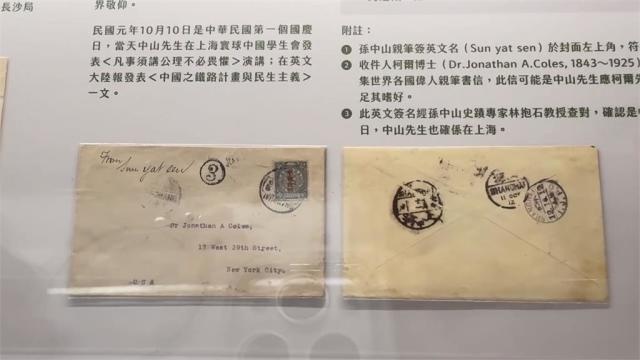 長沙局
界敬仰。
民國元年10月10日是中華民國第一個國慶
日，當天中山先生在上海寰球中國學生會發
表<凡事須講公理不必畏懼>演講；在英文
大陸報發表<中國之鐵路計畫與民生主義>
一文。
附註：
❶ 孫中山親筆簽英文名（Sun yat sen）於封面左上角，符
❷ 收件人柯爾博士（Dr.Jonathan A.Coles, 1843～1925）
集世界各國偉人親筆書信，此信可能是中山先生應柯爾
足其嗜好。
❸ 此英文簽名經孫中山史蹟專家林抱石教授查對，確認是
日，中山先生也確係在上海。
From
Sun yat sen
3
Dr Jonathan A Coles,
13 West 29th Street,
New York City.
U S A
SHANGHAI
11 OCT
12